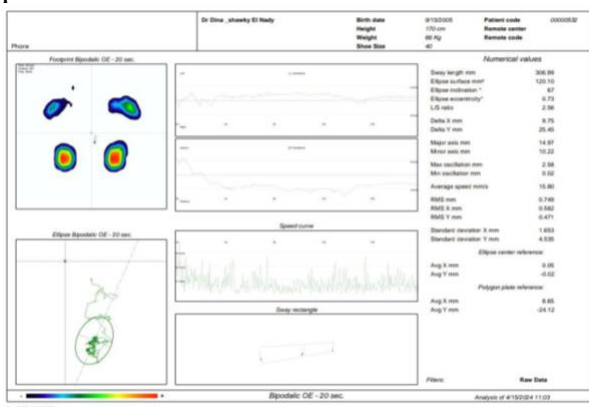 Dr Dina _shawky El Nady
Birth date 9/15/2005 Patient code 00000532
Height 170 cm Remote center
Weight 66 Kg Remote code
Shoe Size 40
Phone
Footprint Bipodalic OE - 20 sec.
Numerical values
Sway length mm 306.89
Ellipse surface mm² 120.10
Ellipse inclination ° 67
Ellipse eccentricity° 0.73
L/S ratio 2.56
Delta X mm 9.75
Delta Y mm 25.45
Major axis mm 14.97
Minor axis mm 10.22
Max oscillation mm 2.58
Min oscillation mm 0.02
Average speed mm/s 15.80
RMS mm 0.749
RMS X mm 0.582
RMS Y mm 0.471
Standard deviation X mm 1.653
Standard deviation Y mm 4.535
Ellipse Bipodalic OE - 20 sec.
Speed curve
Ellipse center reference
Avg X mm 0.05
Avg Y mm -0.02
Polygon plate reference
Avg X mm 8.65
Avg Y mm -24.12
Sway rectangle
Filters: Raw Data
- +
Bipodalic OE - 20 sec.
Analysis of 4/15/2024 11:03